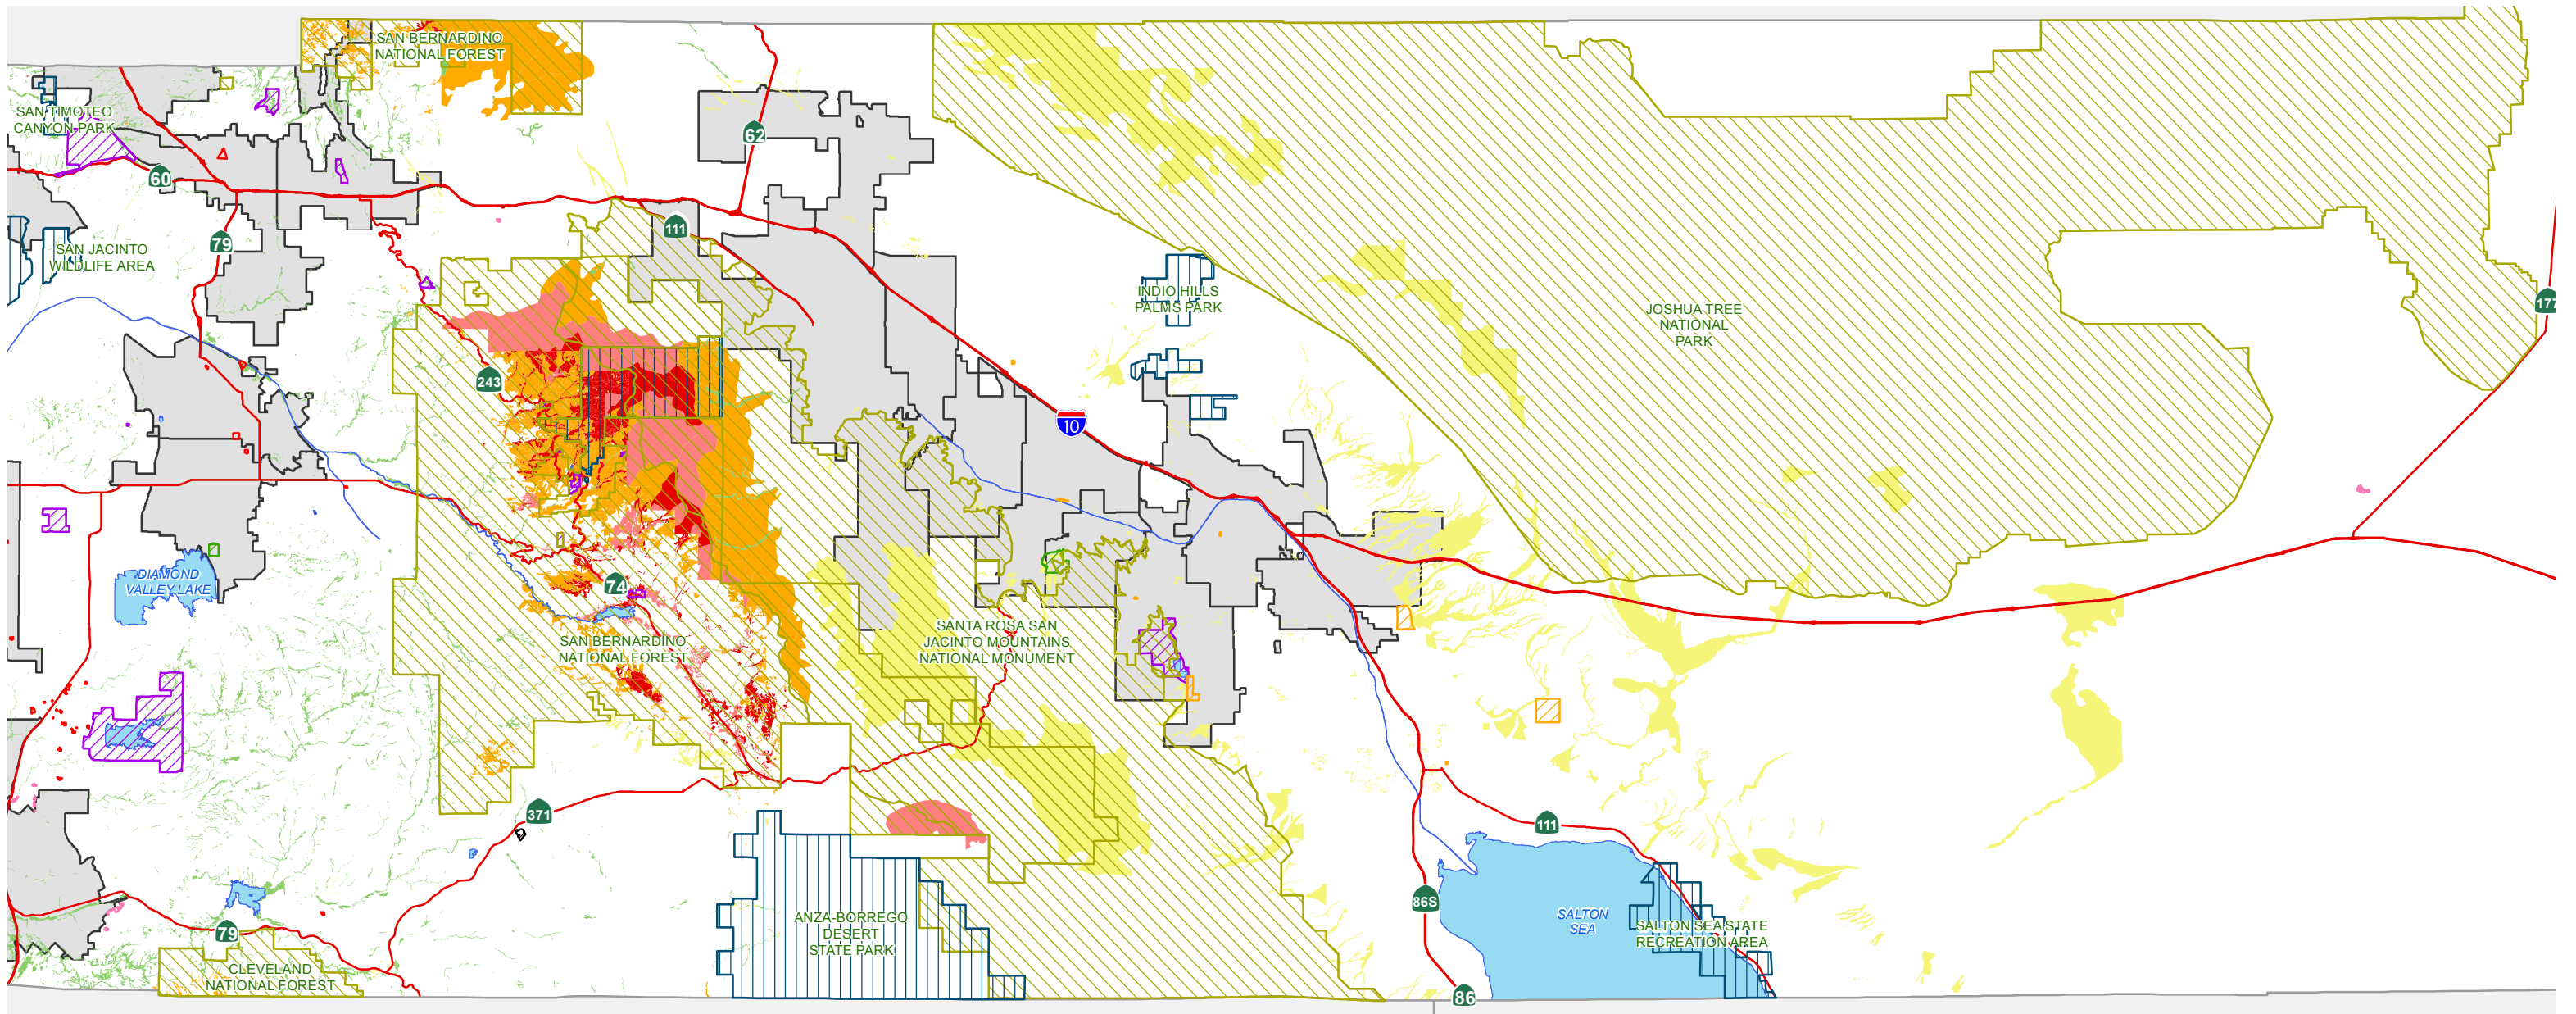 SAN BERNARDINO
NATIONAL FOREST
SAN TIMOTEO
CANYON PARK
62
60
111
79
SAN JACINTO
WILDLIFE AREA
INDIO HILLS
PALMS PARK
JOSHUA TREE
NATIONAL
PARK
177
243
10
DIAMOND
VALLEY LAKE
74
SAN BERNARDINO
NATIONAL FOREST
SANTA ROSA SAN
JACINTO MOUNTAINS
NATIONAL MONUMENT
371
111
86S
ANZA-BORREGO
DESERT
STATE PARK
SALTON
SEA
SALTON SEA STATE
RECREATION AREA
79
CLEVELAND
NATIONAL FOREST
86